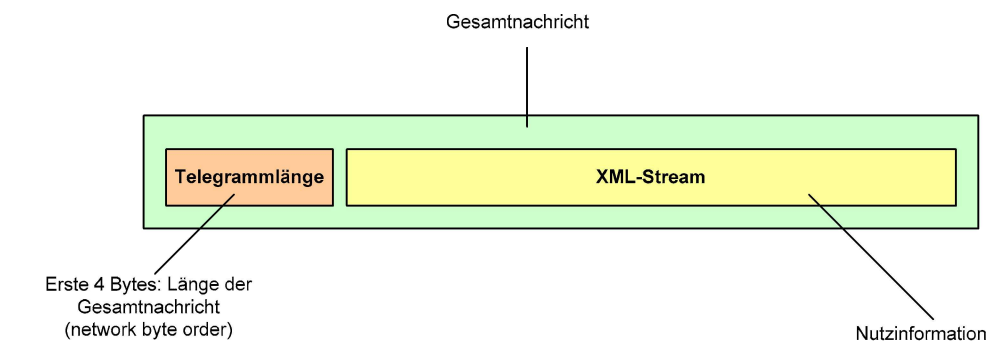 Gesamtnachricht
Telegrammlänge
XML-Stream
Erste 4 Bytes: Länge der
Gesamtnachricht
(network byte order)
Nutzinformation